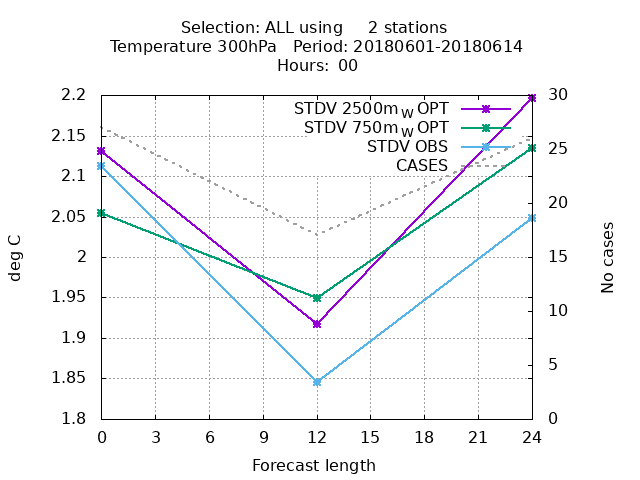 Selection: ALL using 2 stations
Temperature 300hPa Period: 20180601-20180614
Hours: 00
STDV 2500m_W OPT
STDV 750m_W OPT
STDV OBS
CASES
2.2
2.15
2.1
2.05
2
1.95
1.9
1.85
1.8
deg C
30
25
20
15
10
5
0
No cases
0 3 6 9 12 15 18 21 24
Forecast length